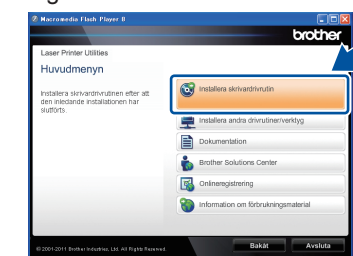 Macromedia Flash Player 8
brother
Laser Printer Utilities
Huvudmenyn
Installera skrivardrivrutinen efter att
den inledande installationen har
slutförts.
Installera skrivardrivrutin
Installera andra drivrutiner/verktyg
Dokumentation
Brother Solutions Center
Onlineregistrering
Information om förbrukningsmaterial
© 2001-2011 Brother Industries, Ltd. All Rights Reserved.
Bakåt
Avsluta